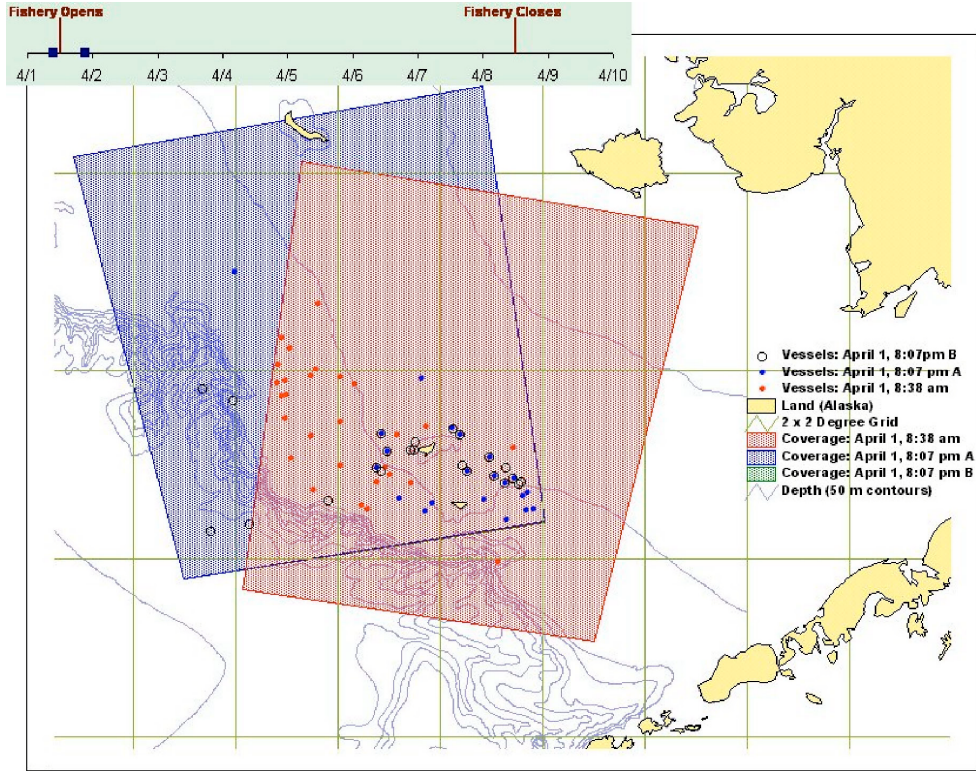 Fishery Opens Fishery Closes
4/1 4/2 4/3 4/4 4/5 4/6 4/7 4/8 4/9 4/10
Vessels: April 1, 8:07pm B
Vessels: April 1, 8:07 pm A
Vessels: April 1, 8:38 am
Land (Alaska)
2 x 2 Degree Grid
Coverage: April 1, 8:38 am
Coverage: April 1, 8:07 pm A
Coverage: April 1, 8:07 pm B
Depth (50 m contours)